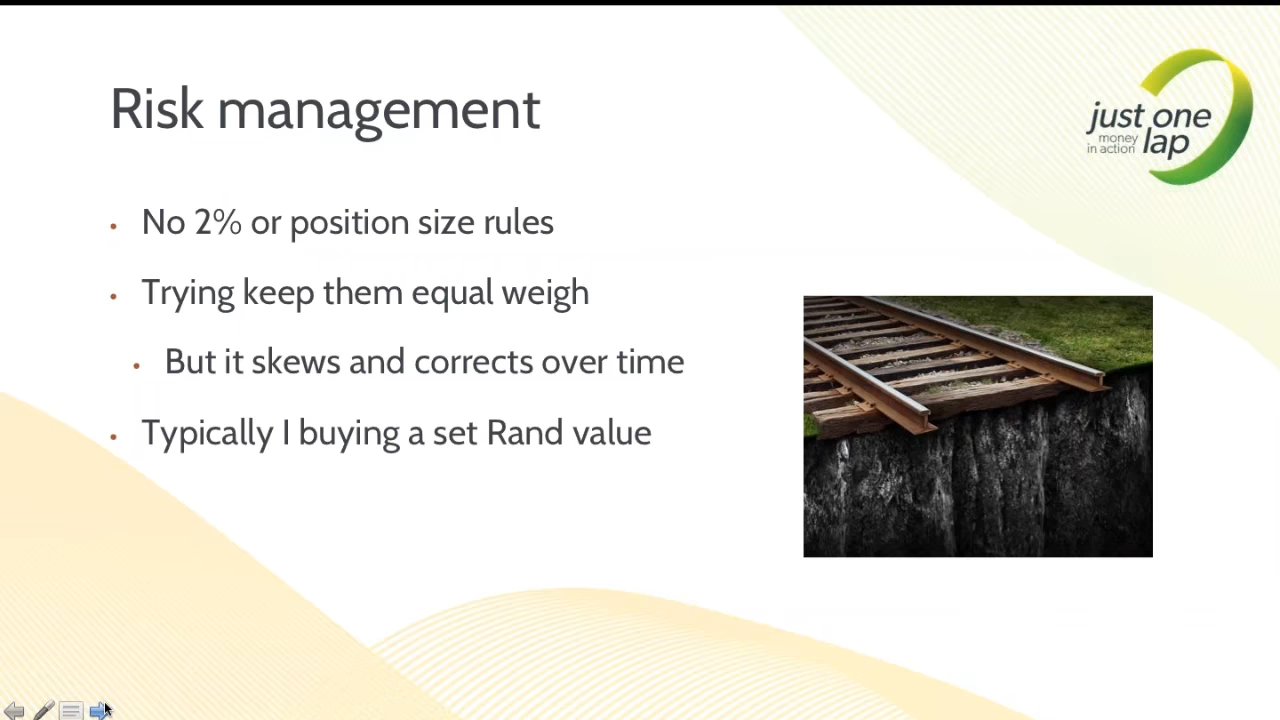 Risk management
just one
money
in action lap
• No 2% or position size rules
• Trying keep them equal weigh
• But it skews and corrects over time
• Typically I buying a set Rand value